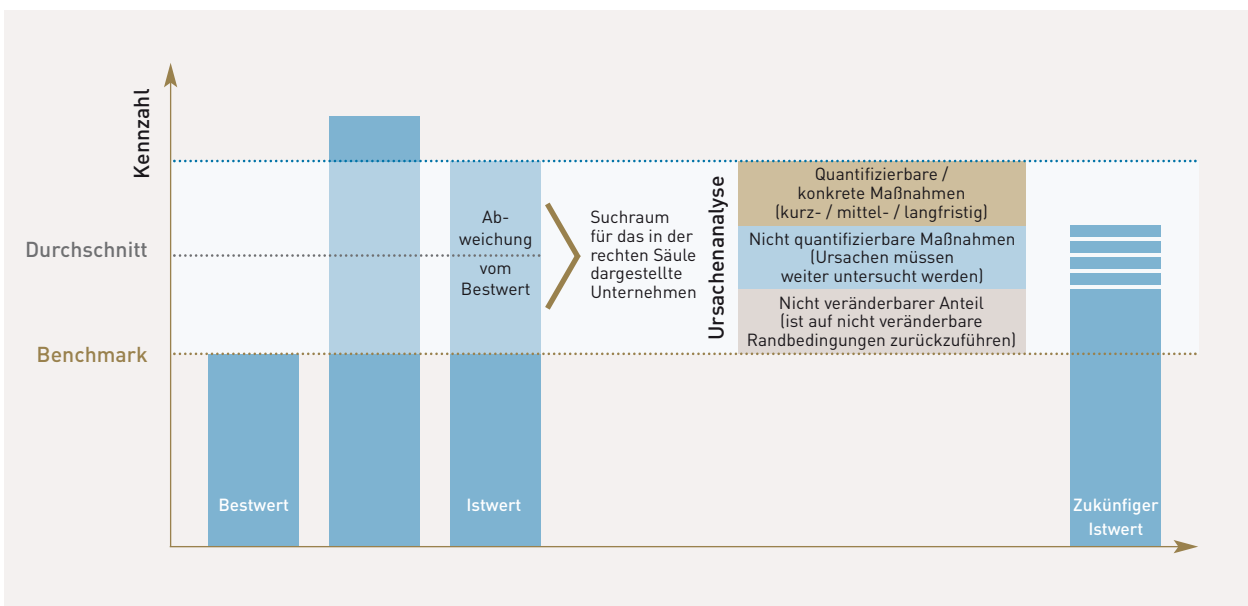 Kennzahl
Durchschnitt
Benchmark
Bestwert
Ab-
weichung
vom
Bestwert
Istwert
Suchraum
für das in der
rechten Säule
dargestellte
Unternehmen
Ursachenanalyse
Quantifizierbare /
konkrete Maßnahmen
(kurz- / mittel- / langfristig)
Nicht quantifizierbare Maßnahmen
(Ursachen müssen
weiter untersucht werden)
Nicht veränderbarer Anteil
(ist auf nicht veränderbare
Randbedingungen zurückzuführen)
Zukünfiger
Istwert